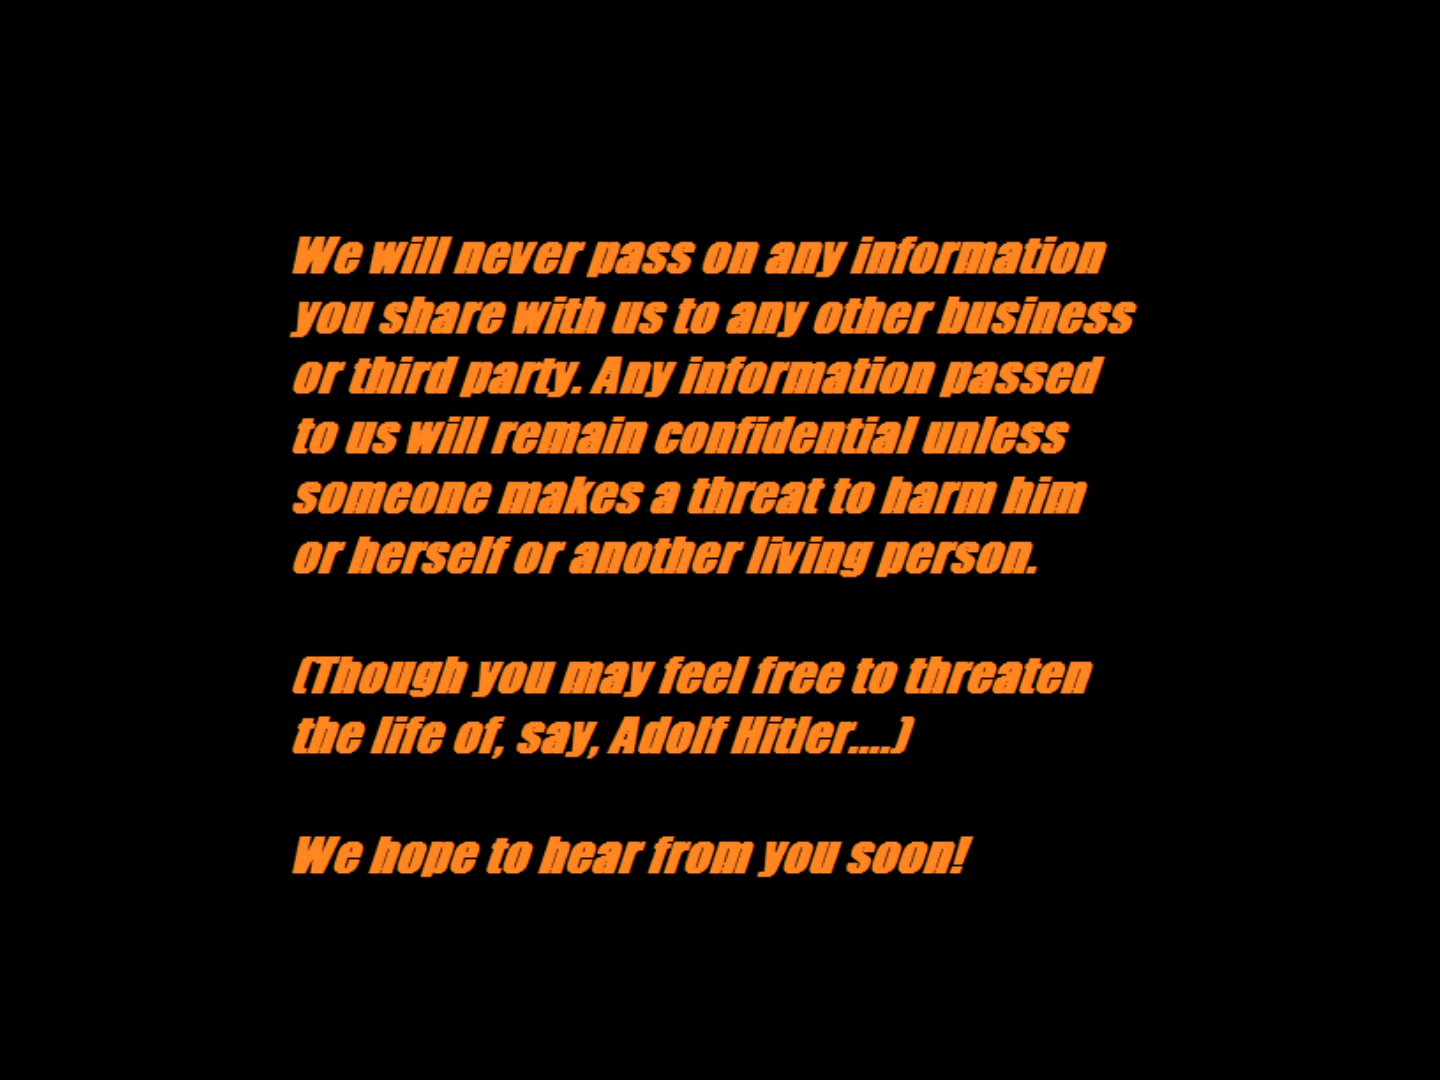 We will never pass on any information
you share with us to any other business
or third party. Any information passed
to us will remain confidential unless
someone makes a threat to harm him
or herself or another living person.
(Though you may feel free to threaten
the life of, say, Adolf Hitler....)
We hope to hear from you soon!